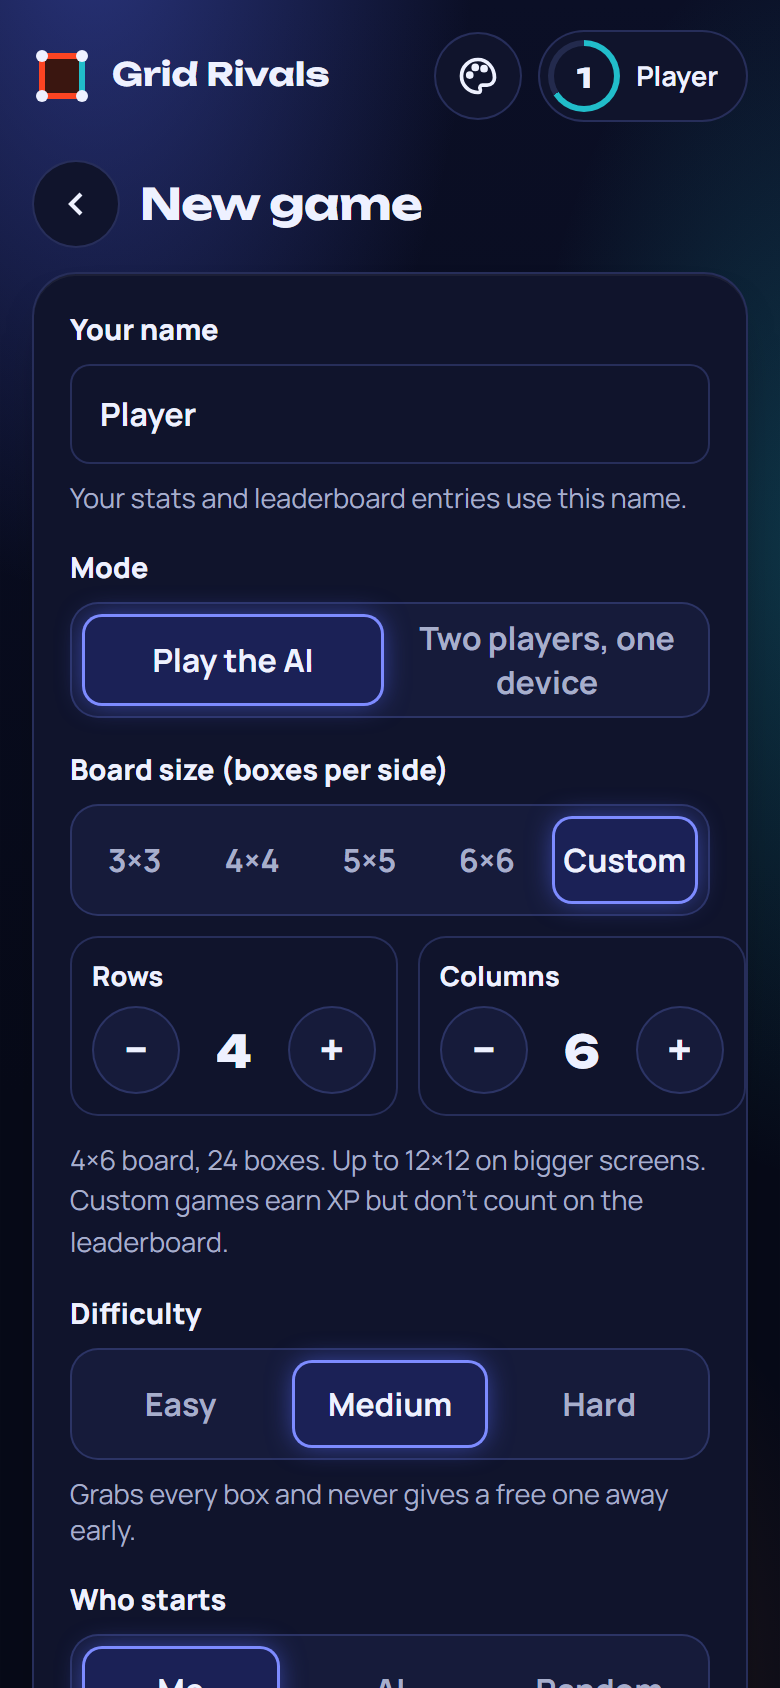 Grid Rivals
1 Player
New game
Your name
Player
Your stats and leaderboard entries use this name.
Mode
Play the AI
Two players, one
device
Board size (boxes per side)
3×3 4×4 5×5 6×6 Custom
Rows Columns
− 4 + − 6 +
4×6 board, 24 boxes. Up to 12×12 on bigger screens.
Custom games earn XP but don’t count on the
leaderboard.
Difficulty
Easy Medium Hard
Grabs every box and never gives a free one away
early.
Who starts
Me AI Random